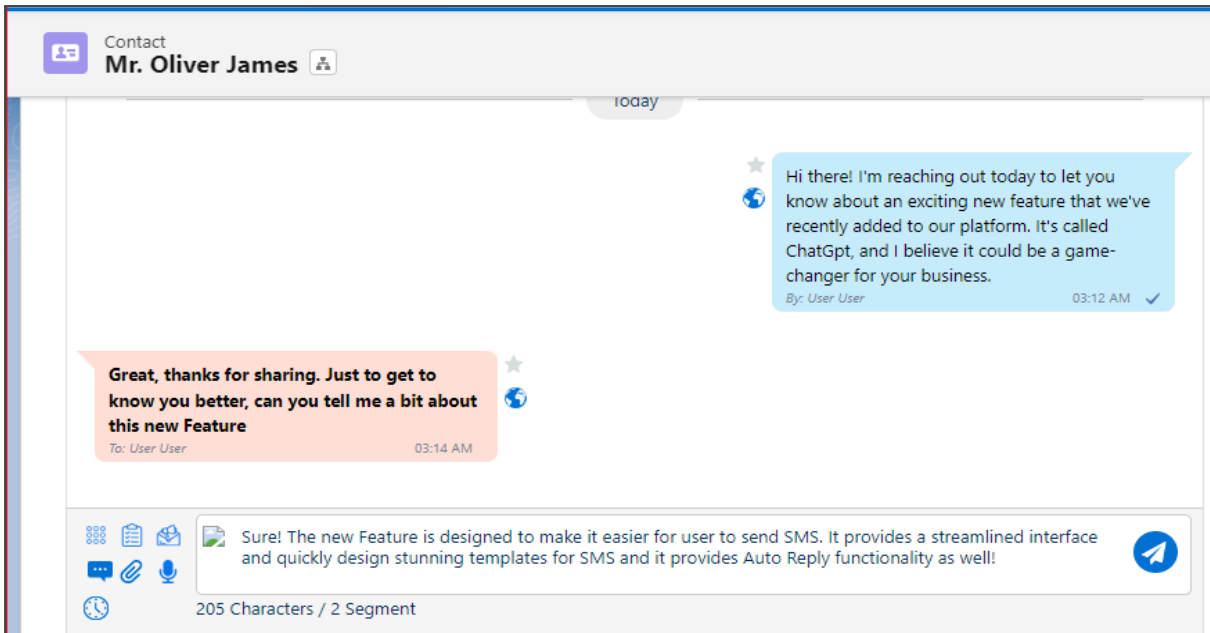 Contact
Mr. Oliver James
Today
Hi there! I'm reaching out today to let you
know about an exciting new feature that we've
recently added to our platform. It's called
ChatGpt, and I believe it could be a game-
changer for your business.
By: User User 03:12 AM
Great, thanks for sharing. Just to get to
know you better, can you tell me a bit about
this new Feature
To: User User 03:14 AM
Sure! The new Feature is designed to make it easier for user to send SMS. It provides a streamlined interface
and quickly design stunning templates for SMS and it provides Auto Reply functionality as well!
205 Characters / 2 Segment